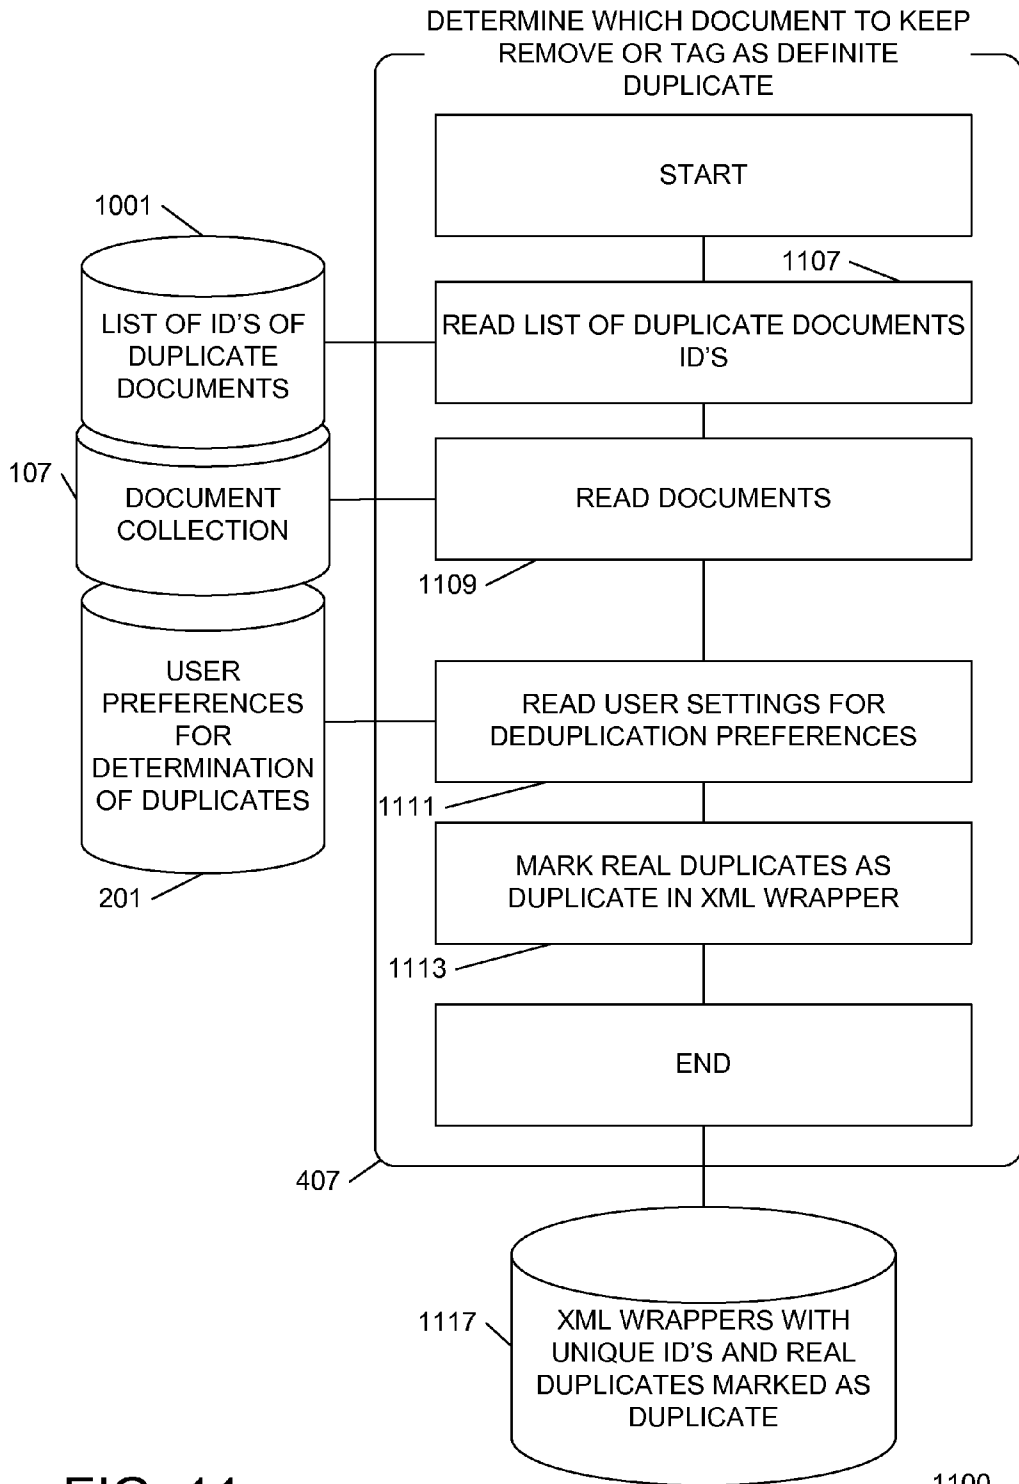 DETERMINE WHICH DOCUMENT TO KEEP
REMOVE OR TAG AS DEFINITE
DUPLICATE
START
1001
1107
LIST OF ID'S OF
DUPLICATE
DOCUMENTS
READ LIST OF DUPLICATE DOCUMENTS
ID'S
107
DOCUMENT
COLLECTION
READ DOCUMENTS
1109
USER
PREFERENCES
FOR
DETERMINATION
OF DUPLICATES
READ USER SETTINGS FOR
DEDUPLICATION PREFERENCES
1111
201
MARK REAL DUPLICATES AS
DUPLICATE IN XML WRAPPER
1113
END
407
1117
XML WRAPPERS WITH
UNIQUE ID'S AND REAL
DUPLICATES MARKED AS
DUPLICATE
FIG. 11
1100